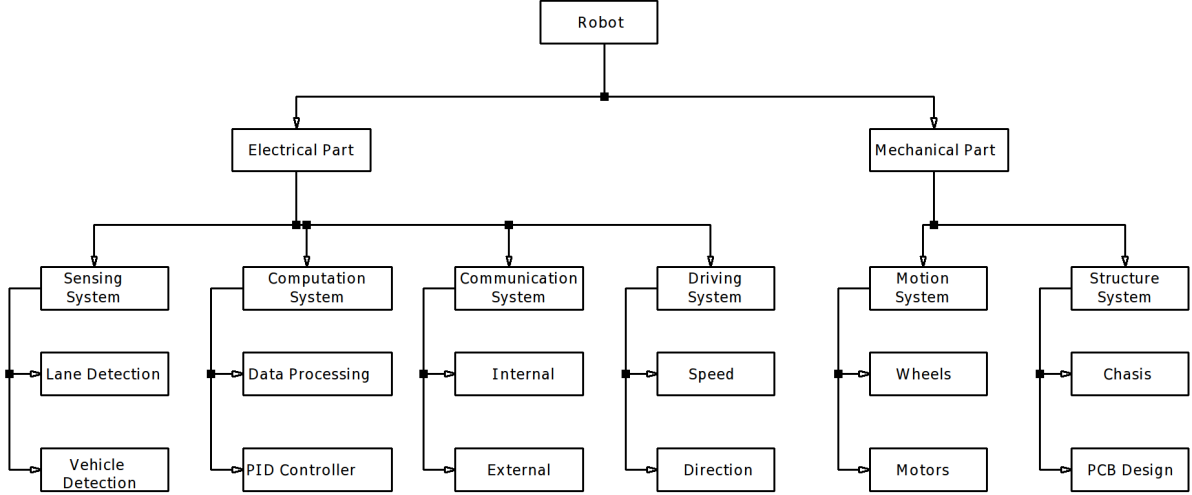 Robot
Electrical Part
Mechanical Part
Sensing
System
Computation
System
Communication
System
Driving
System
Motion
System
Structure
System
Lane Detection
Data Processing
Internal
Speed
Wheels
Chasis
Vehicle
Detection
PID Controller
External
Direction
Motors
PCB Design